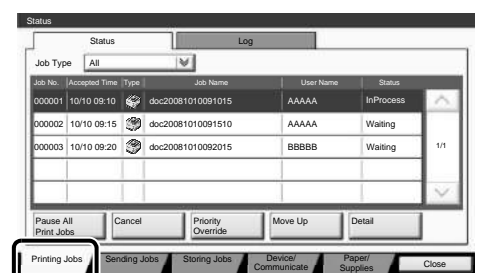 Status
Status Log
Job Type All
Job No. Accepted Time Type Job Name User Name Status
000001 10/10 09:10 doc20081010091015 AAAAA InProcess
000002 10/10 09:15 doc20081010091510 AAAAA Waiting
000003 10/10 09:20 doc20081010092015 BBBBB Waiting
1/1
Pause All Print Jobs Cancel Priority Override Move Up Detail
Printing Jobs Sending Jobs Storing Jobs Device/ Communicate Paper/ Supplies Close